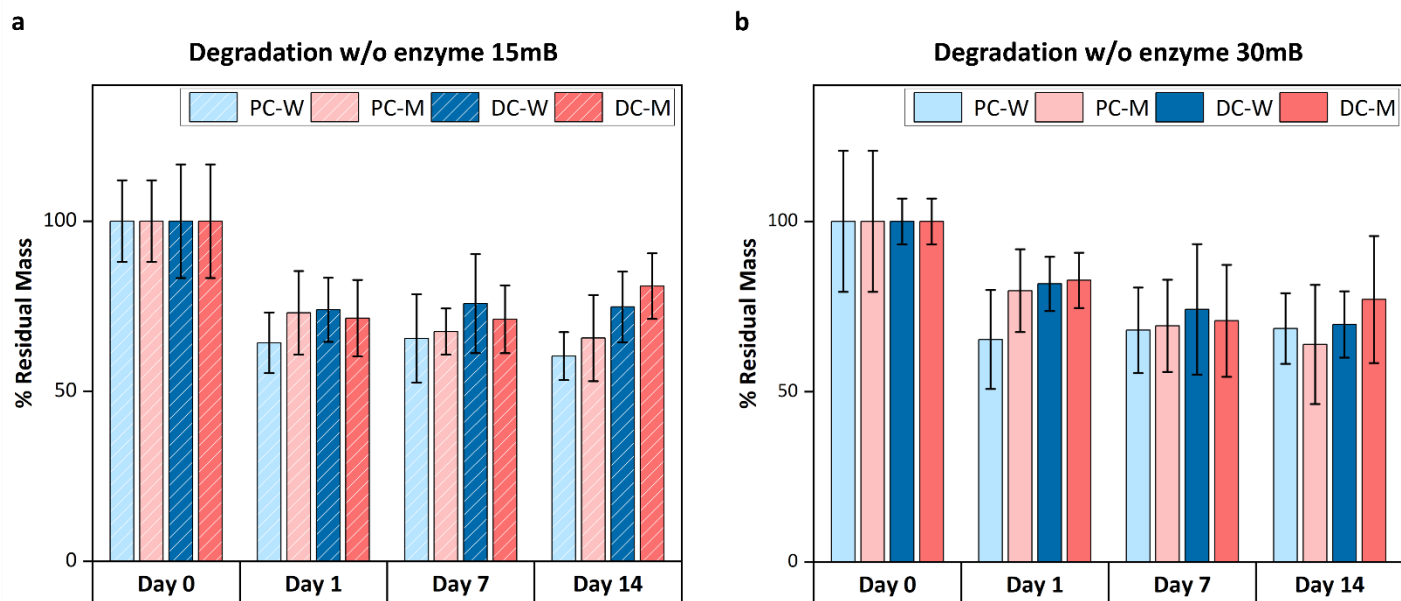 a
Degradation w/o enzyme 15mB
PC-W PC-M DC-W DC-M
% Residual Mass
100
50
0
Day 0 Day 1 Day 7 Day 14
b
Degradation w/o enzyme 30mB
PC-W PC-M DC-W DC-M
% Residual Mass
100
50
0
Day 0 Day 1 Day 7 Day 14